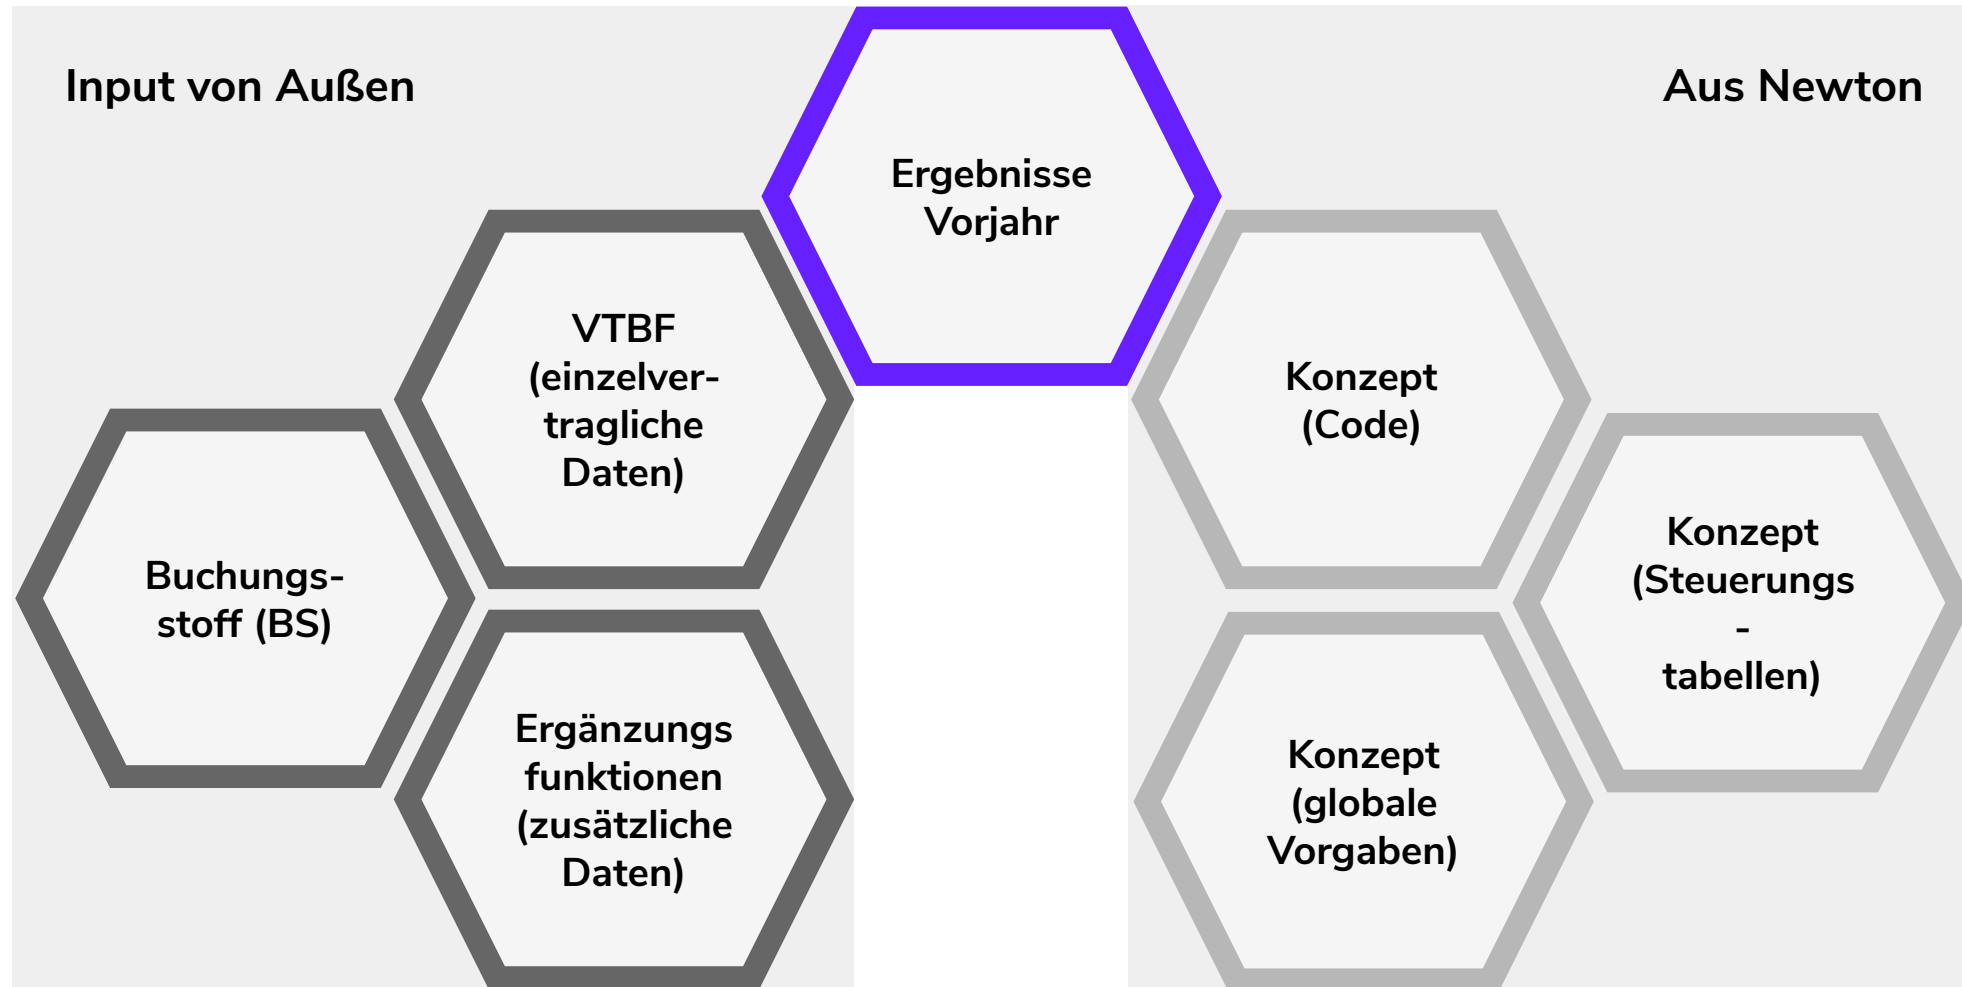 Input von Außen
Aus Newton
Ergebnisse
Vorjahr
VTBF
(einzelver-
tragliche
Daten)
Konzept
(Code)
Buchungs-
stoff (BS)
Konzept
(Steuerungs
-
tabellen)
Ergänzungs
funktionen
(zusätzliche
Daten)
Konzept
(globale
Vorgaben)